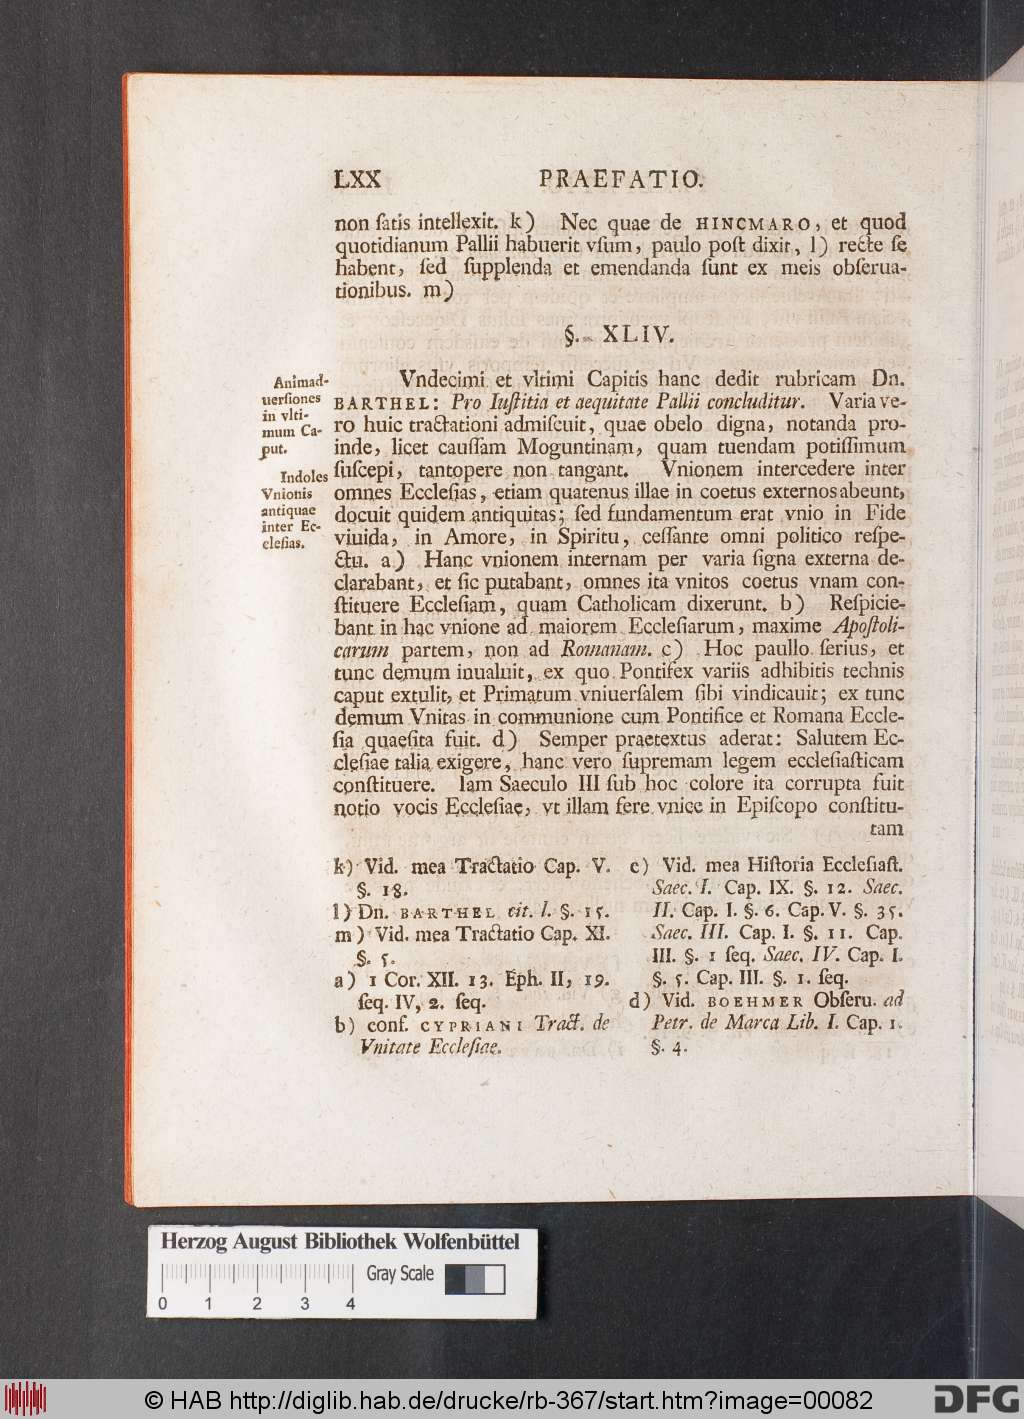 LXX PRAEFATIO.
non ſatis intellexit. k) Nec quae de HINCMARO, et quod
quotidianum Pallii habuerit vſum, paulo poſt dixit, l) recte ſe
habent, ſed ſupplenda et emendanda ſunt ex meis obſerua-
tionibus. m)
§. XLIV.
Animad-
uerſiones
in vlti-
mum Ca-
put.
Indoles
Vnionis
antiquae
inter Ec-
cleſias.
Vndecimi et vltimi Capitis hanc dedit rubricam Dn.
BARTHEL: Pro Iuſtitia et aequitate Pallii concluditur. Varia ve-
ro huic tractationi admiſcuit, quae obelo digna, notanda pro-
inde, licet cauſſam Moguntinam, quam tuendam potiſſimum
ſuſcepi, tantopere non tangant. Vnionem intercedere inter
omnes Eccleſias, etiam quatenus illae in coetus externos abeunt,
docuit quidem antiquitas; ſed fundamentum erat vnio in Fide
viuida, in Amore, in Spiritu, ceſſante omni politico reſpe-
ctu. a) Hanc vnionem internam per varia ſigna externa de-
clarabant, et ſic putabant, omnes ita vnitos coetus vnam con-
ſtituere Eccleſiam, quam Catholicam dixerunt. b) Reſpicie-
bant in hac vnione ad maiorem Eccleſiarum, maxime Apoſtoli-
carum partem, non ad Romanam. c) Hoc paullo ſerius, et
tunc demum inualuit, ex quo Pontifex variis adhibitis technis
caput extulit, et Primatum vniuerſalem ſibi vindicauit; ex tunc
demum Vnitas in communione cum Pontifice et Romana Eccle-
ſia quaeſita fuit. d) Semper praetextus aderat: Salutem Ec-
cleſiae talia exigere, hanc vero ſupremam legem eccleſiaſticam
conſtituere. Iam Saeculo III ſub hoc colore ita corrupta fuit
notio vocis Eccleſiae, vt illam fere vnice in Epiſcopo conſtitu-
tam
k) Vid. mea Tractatio Cap. V.
§. 18.
l) Dn. BARTHEL cit. l. §. 15.
m) Vid. mea Tractatio Cap. XI.
§. 5.
a) 1 Cor. XII. 13. Eph. II, 19.
ſeq. IV, 2. ſeq.
b) conf. CYPRIANI Tract. de
Vnitate Eccleſiae.
c) Vid. mea Hiſtoria Eccleſiaſt.
Saec. I. Cap. IX. §. 12. Saec.
II. Cap. I. §. 6. Cap. V. §. 35.
Saec. III. Cap. I. §. 11. Cap.
III. §. 1 ſeq. Saec. IV. Cap. I.
§. 5. Cap. III. §. 1. ſeq.
d) Vid. BOEHMER Obſeru. ad
Petr. de Marca Lib. I. Cap. 1.
§. 4.
Herzog August Bibliothek Wolfenbüttel
Gray Scale
0 1 2 3 4
© HAB http://diglib.hab.de/drucke/rb-367/start.htm?image=00082
DFG